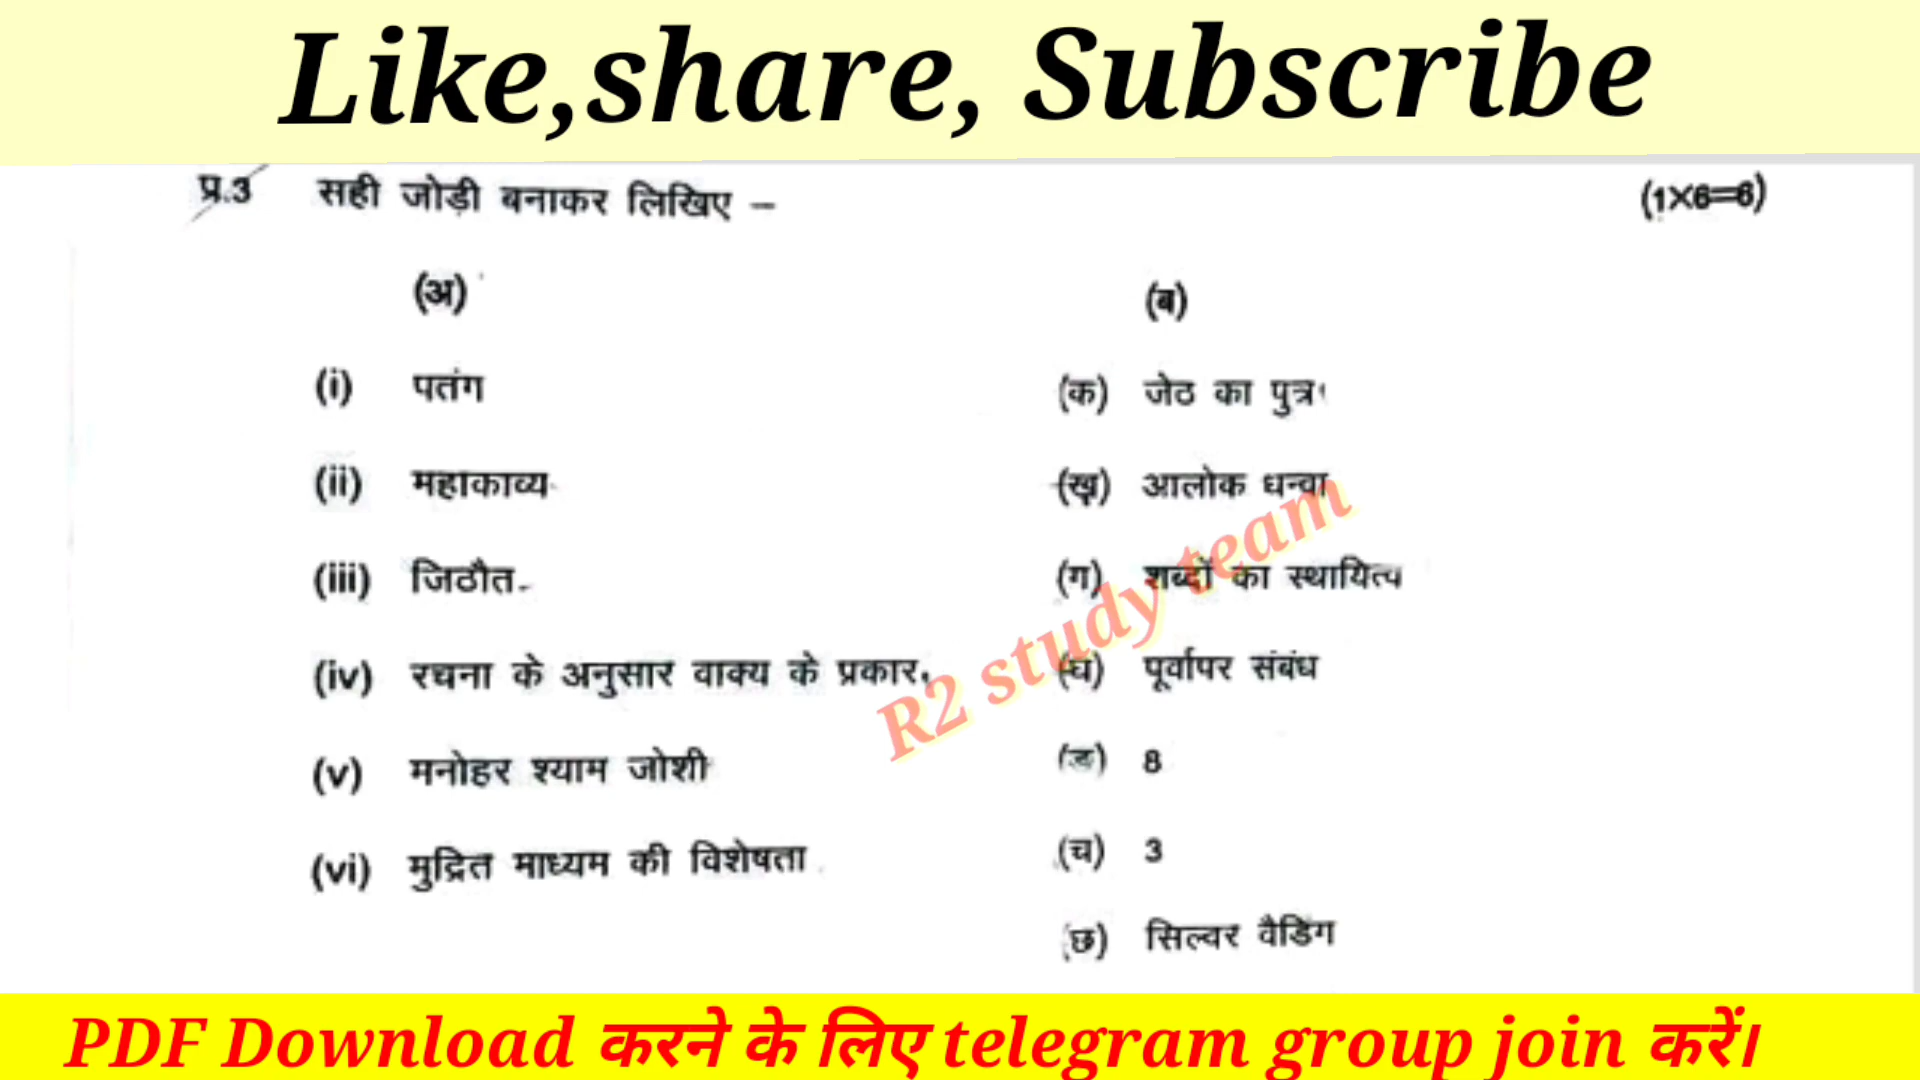 Like,share, Subscribe
प्र.3 सही जोड़ी बनाकर लिखिए – (1×6=6)
(अ) (ब)
(i) पतंग (क) जेठ का पुत्र
(ii) महाकाव्य (ख) आलोक धन्वा
(iii) जिठौत (ग) शब्दों का स्थायित्व
(iv) रचना के अनुसार वाक्य के प्रकार (घ) पूर्वापर संबंध
(v) मनोहर श्याम जोशी (ड) 8
(vi) मुद्रित माध्यम की विशेषता (च) 3
(छ) सिल्वर वैडिंग
R2 study team
PDF Download करने के लिए telegram group join करें।